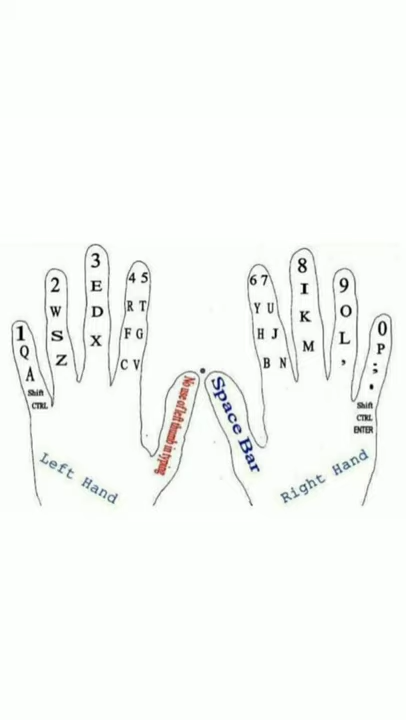 1
Q
A
Shift
CTRL
2
W
S
Z
3
E
D
X
4 5
R T
F G
C V
No use of left thumb in typing
Left Hand
Space Bar
6 7
Y U
H J
B N
8
I
K
M
9
O
L
,
0
P
;
.
Shift
CTRL
ENTER
Right Hand